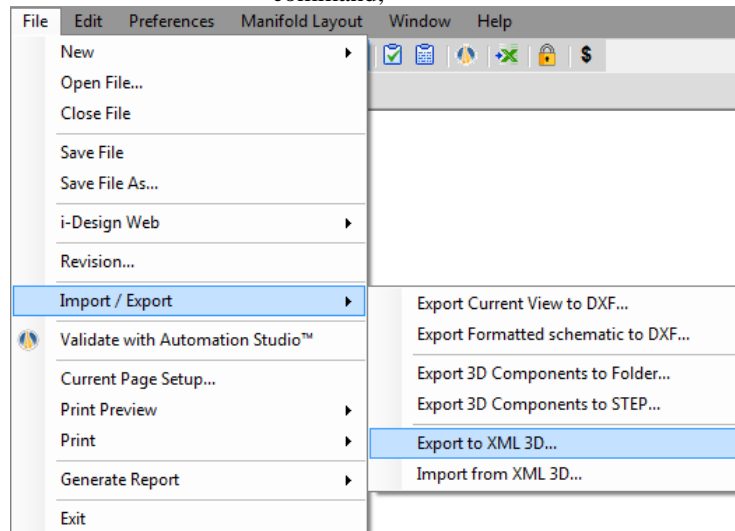 command;
File Edit Preferences Manifold Layout Window Help
$
New
Open File...
Close File
Save File
Save File As...
i-Design Web
Revision...
Import / Export
Validate with Automation Studio™
Current Page Setup...
Print Preview
Print
Generate Report
Exit
Export Current View to DXF...
Export Formatted schematic to DXF...
Export 3D Components to Folder...
Export 3D Components to STEP...
Export to XML 3D...
Import from XML 3D...